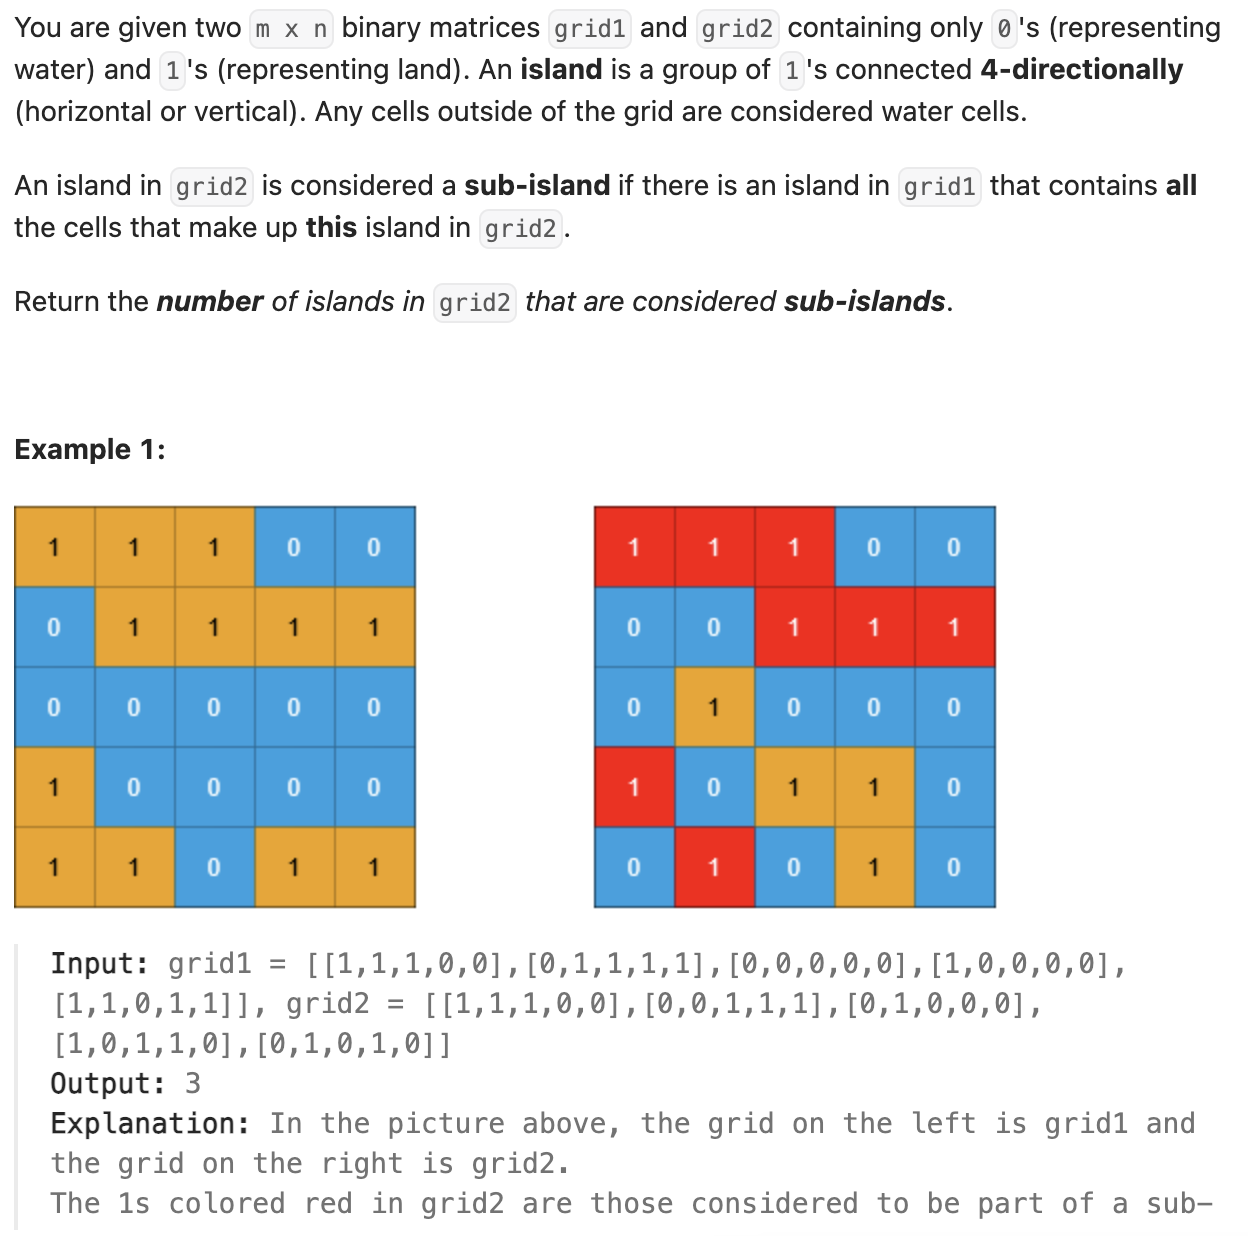 You are given two m x n binary matrices grid1 and grid2 containing only 0's (representing
water) and 1's (representing land). An island is a group of 1's connected 4-directionally
(horizontal or vertical). Any cells outside of the grid are considered water cells.
An island in grid2 is considered a sub-island if there is an island in grid1 that contains all
the cells that make up this island in grid2.
Return the number of islands in grid2 that are considered sub-islands.
Example 1:
1 1 1 0 0 1 1 1 0 0
0 1 1 1 1 0 0 1 1 1
0 0 0 0 0 0 1 0 0 0
1 0 0 0 0 1 0 1 1 0
1 1 0 1 1 0 1 0 1 0
Input: grid1 = [[1,1,1,0,0],[0,1,1,1,1],[0,0,0,0,0],[1,0,0,0,0],
[1,1,0,1,1]], grid2 = [[1,1,1,0,0],[0,0,1,1,1],[0,1,0,0,0],
[1,0,1,1,0],[0,1,0,1,0]]
Output: 3
Explanation: In the picture above, the grid on the left is grid1 and
the grid on the right is grid2.
The 1s colored red in grid2 are those considered to be part of a sub-